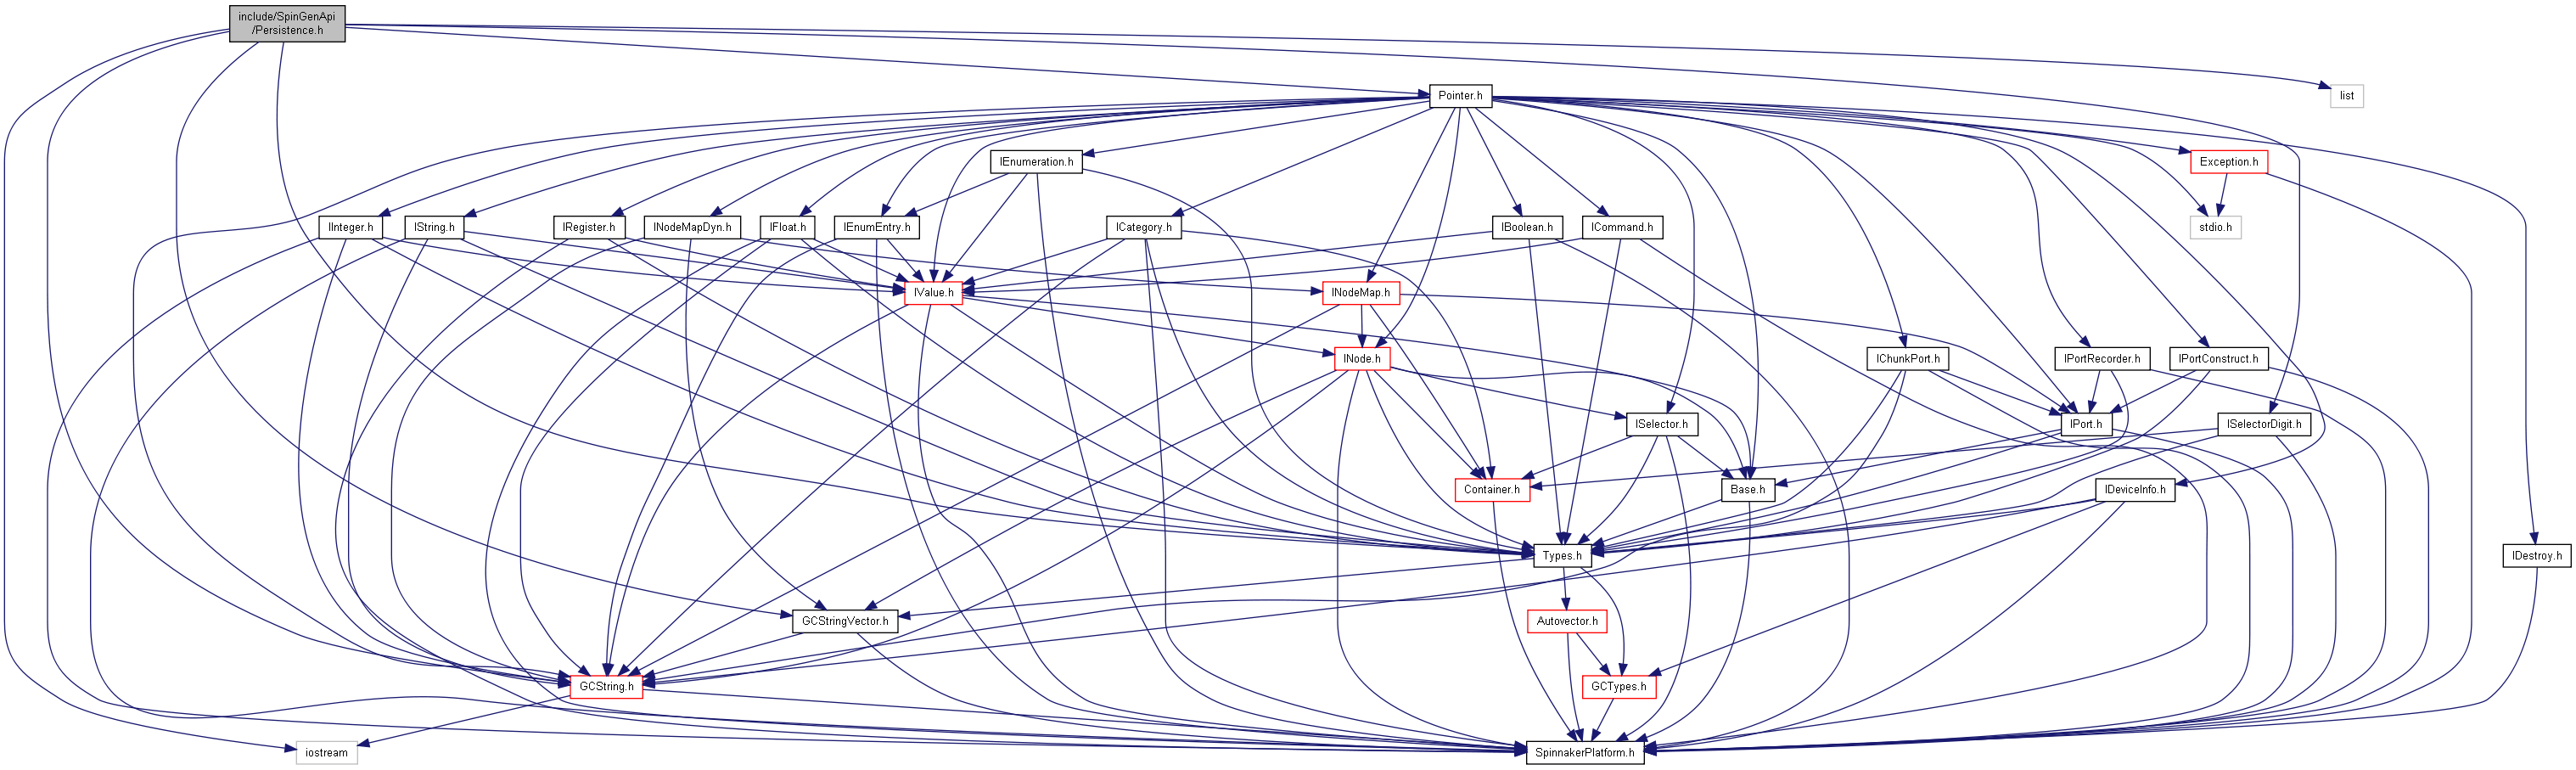 include/SpinGenApi
/Persistence.h
Pointer.h
list
IEnumeration.h
Exception.h
IInteger.h
IString.h
IRegister.h
INodeMapDyn.h
IFloat.h
IEnumEntry.h
ICategory.h
IBoolean.h
ICommand.h
stdio.h
IValue.h
INodeMap.h
INode.h
IChunkPort.h
IPortRecorder.h
IPortConstruct.h
ISelector.h
IPort.h
ISelectorDigit.h
Container.h
Base.h
IDeviceInfo.h
Types.h
IDestroy.h
GCStringVector.h
Autovector.h
GCString.h
GCTypes.h
iostream
SpinnakerPlatform.h